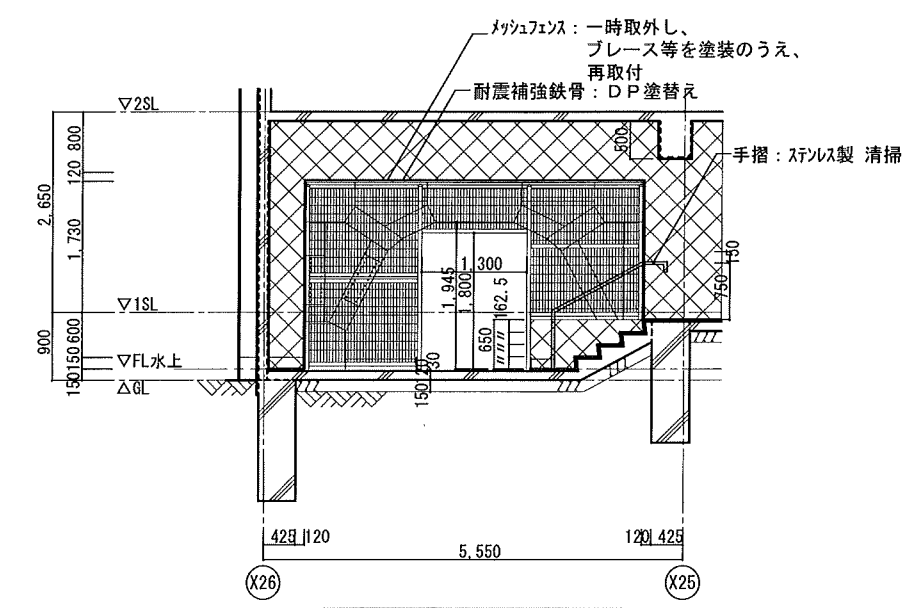 メッシュフェンス：一時取外し、
ブレース等を塗装のうえ、
再取付
耐震補強鉄骨：ＤＰ塗替え
▽2SL
手摺：ステンレス製 清掃
800
120
2,650
1,730
▽1SL
900
600
150
▽FL水上
150
△GL
1,300
1,945
1,800
162.5
650
150
750
150
425
120
5,550
120
425
X26
X25